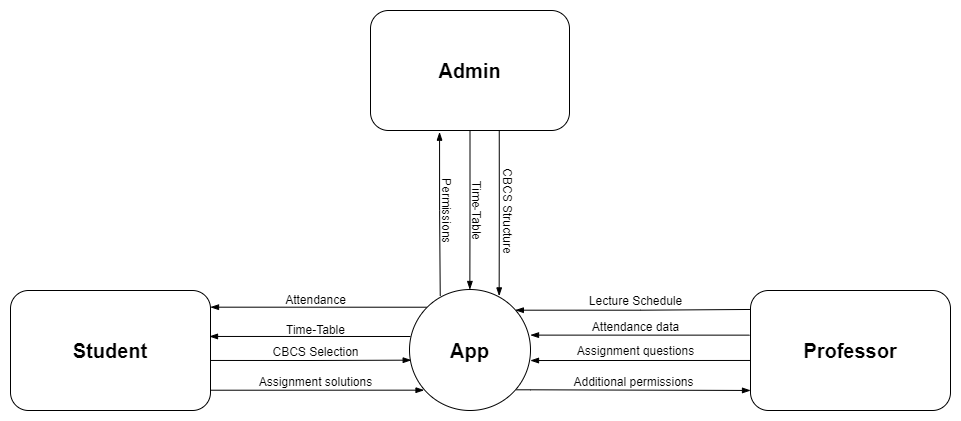 Admin
Permissions
Time-Table
CBCS Structure
Attendance
Time-Table
CBCS Selection
Assignment solutions
Student
App
Lecture Schedule
Attendance data
Assignment questions
Additional permissions
Professor